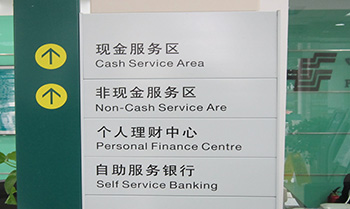 现金服务区
Cash Service Area
非现金服务区
Non-Cash Service Are
个人理财中心
Personal Finance Centre
自助服务银行
Self Service Banking